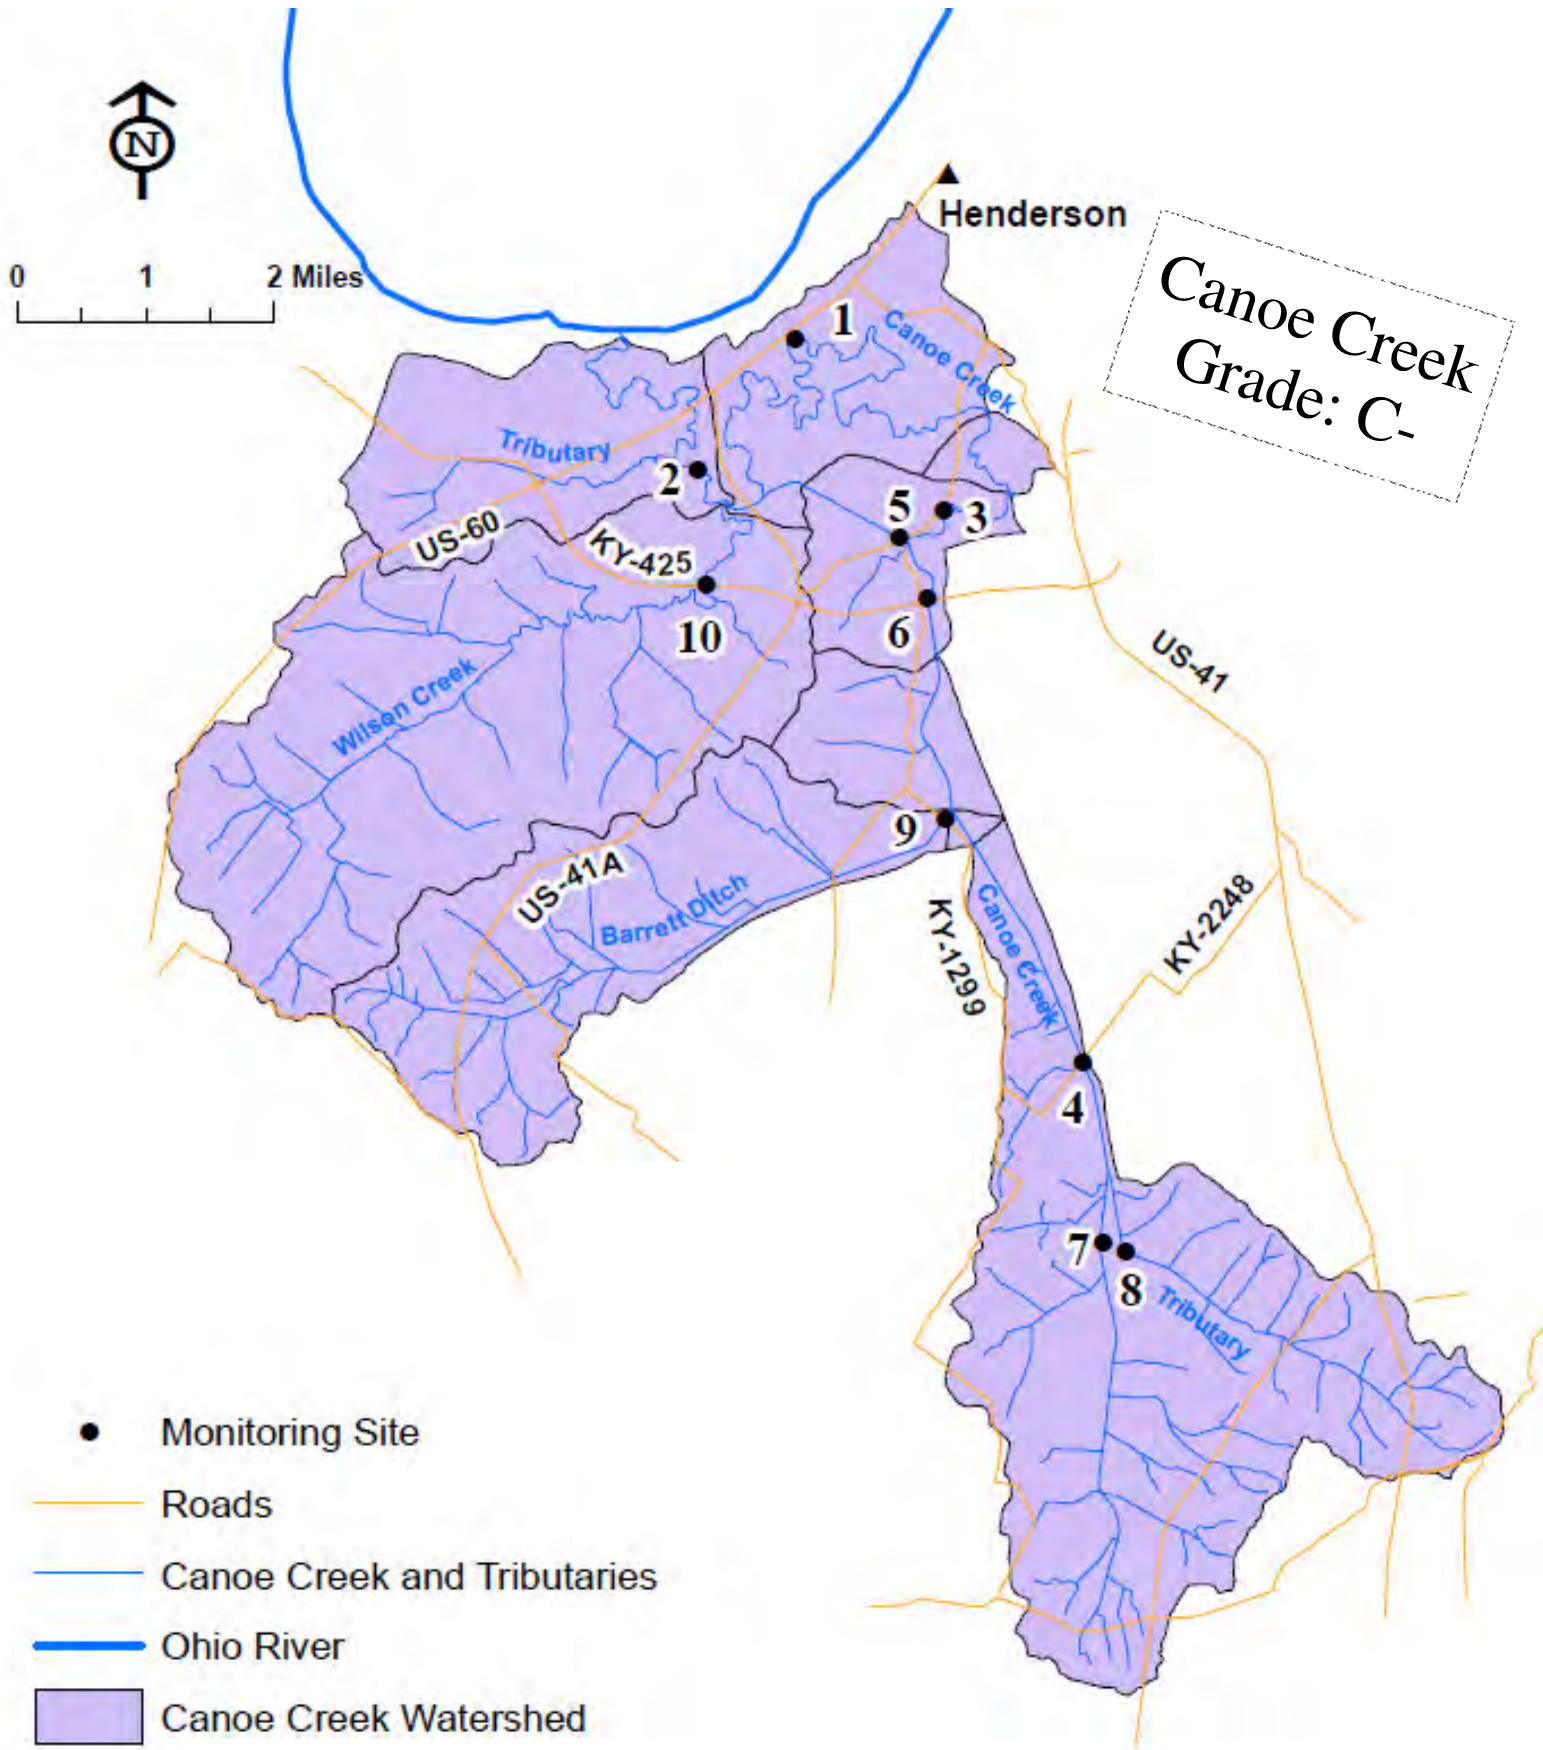 N
0 1 2 Miles
Henderson
Canoe Creek
Grade: C-
1
Canoe Creek
Tributary
2
5
3
US-60
KY-425
10
6
US-41
Wilson Creek
9
US-41A
Barrett Ditch
KY-1299
Canoe Creek
KY-2248
4
7
8
Tributary
Monitoring Site
Roads
Canoe Creek and Tributaries
Ohio River
Canoe Creek Watershed